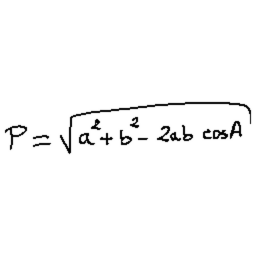 P = √(a² + b² - 2ab cosA)